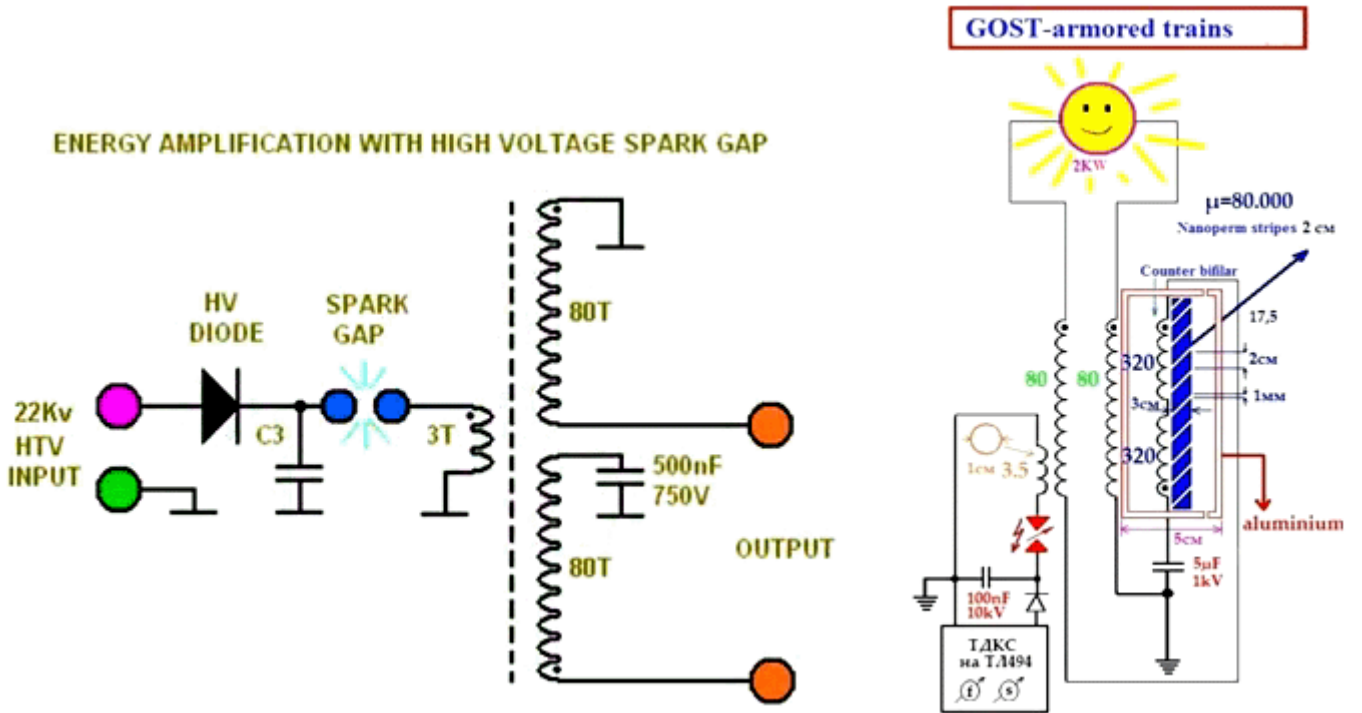 ENERGY AMPLIFICATION WITH HIGH VOLTAGE SPARK GAP
HV
DIODE
SPARK
GAP
22Kv
HTV
INPUT
C3
3T
80T
500nF
750V
80T
OUTPUT
GOST-armored trains
2KW
μ=80.000
Nanoperm stripes 2 см
Counter bifilar
17,5
320
2см
80
80
3см
1мм
320
1см
3.5
aluminium
5см
5μF
1kV
100nF
10kV
ТДКС
на ТЛ494
f
s